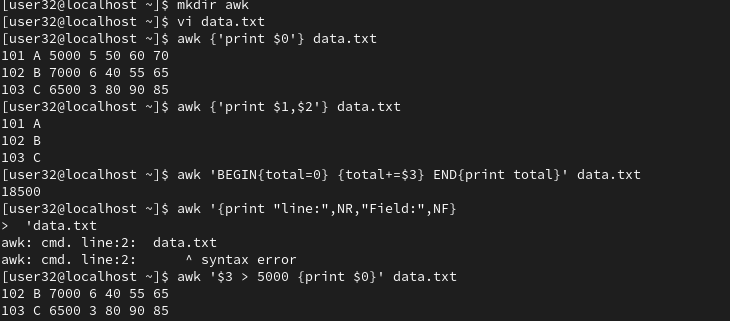 [user32@localhost ~]$ mkdir awk
[user32@localhost ~]$ vi data.txt
[user32@localhost ~]$ awk {'print $0'} data.txt
101 A 5000 5 50 60 70
102 B 7000 6 40 55 65
103 C 6500 3 80 90 85
[user32@localhost ~]$ awk {'print $1,$2'} data.txt
101 A
102 B
103 C
[user32@localhost ~]$ awk 'BEGIN{total=0} {total+=$3} END{print total}' data.txt
18500
[user32@localhost ~]$ awk '{print "line:",NR,"Field:",NF}
>  'data.txt
awk: cmd. line:2:  data.txt
awk: cmd. line:2:      ^ syntax error
[user32@localhost ~]$ awk '$3 > 5000 {print $0}' data.txt
102 B 7000 6 40 55 65
103 C 6500 3 80 90 85